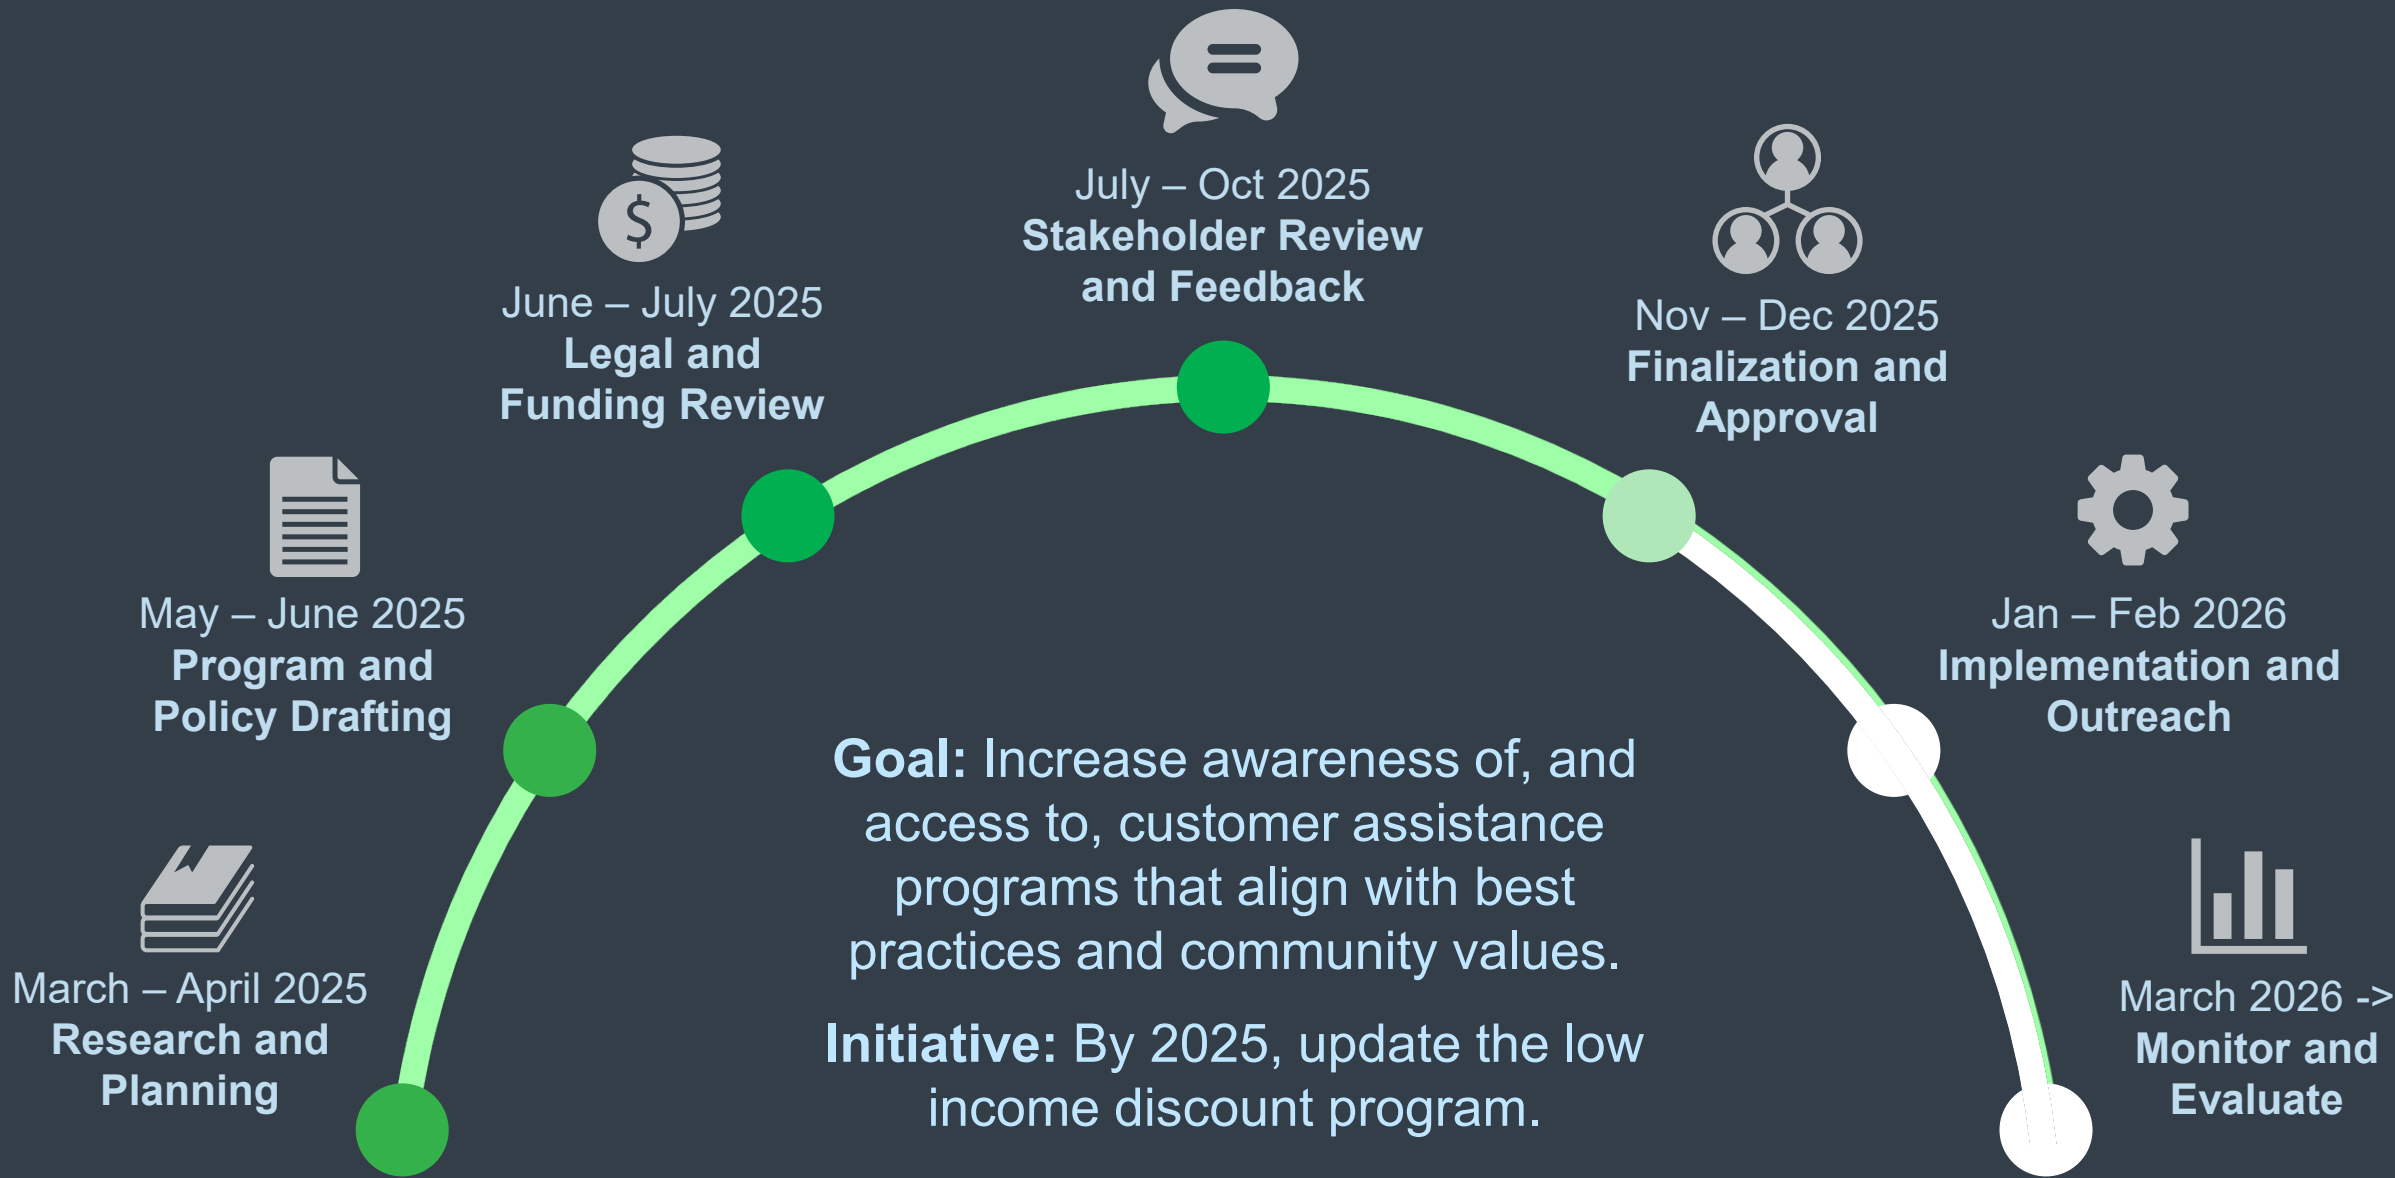 March – April 2025
Research and
Planning
May – June 2025
Program and
Policy Drafting
$
June – July 2025
Legal and
Funding Review
July – Oct 2025
Stakeholder Review
and Feedback
Nov – Dec 2025
Finalization and
Approval
Jan – Feb 2026
Implementation and
Outreach
March 2026 ->
Monitor and
Evaluate
Goal: Increase awareness of, and
access to, customer assistance
programs that align with best
practices and community values.
Initiative: By 2025, update the low
income discount program.